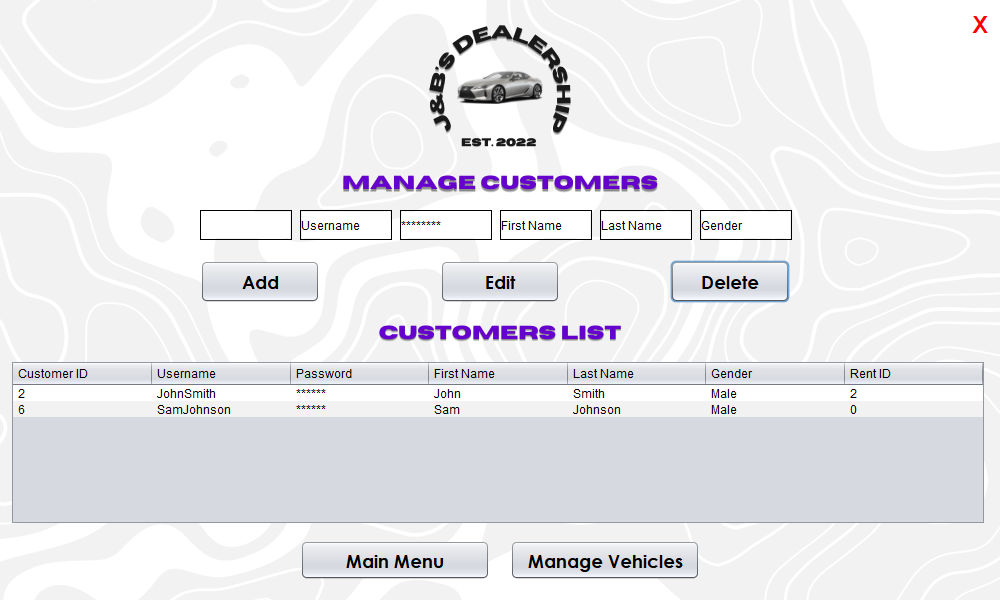 X
J&B'S DEALERSHIP
EST. 2022
MANAGE CUSTOMERS
Username ******** First Name Last Name Gender
Add Edit Delete
CUSTOMERS LIST
Customer ID Username Password First Name Last Name Gender Rent ID
2 JohnSmith ****** John Smith Male 2
6 SamJohnson ****** Sam Johnson Male 0
Main Menu Manage Vehicles